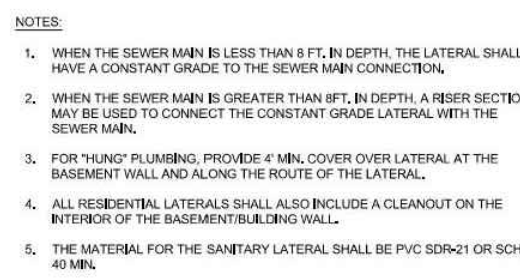 NOTES:
1. WHEN THE SEWER MAIN IS LESS THAN 8 FT. IN DEPTH, THE LATERAL SHALL
HAVE A CONSTANT GRADE TO THE SEWER MAIN CONNECTION.
2. WHEN THE SEWER MAIN IS GREATER THAN 8FT. IN DEPTH, A RISER SECTIO
MAY BE USED TO CONNECT THE CONSTANT GRADE LATERAL WITH THE
SEWER MAIN.
3. FOR "HUNG" PLUMBING, PROVIDE 4' MIN. COVER OVER LATERAL AT THE
BASEMENT WALL AND ALONG THE ROUTE OF THE LATERAL.
4. ALL RESIDENTIAL LATERALS SHALL ALSO INCLUDE A CLEANOUT ON THE
INTERIOR OF THE BASEMENT/BUILDING WALL.
5. THE MATERIAL FOR THE SANITARY LATERAL SHALL BE PVC SDR-21 OR SCH
40 MIN.